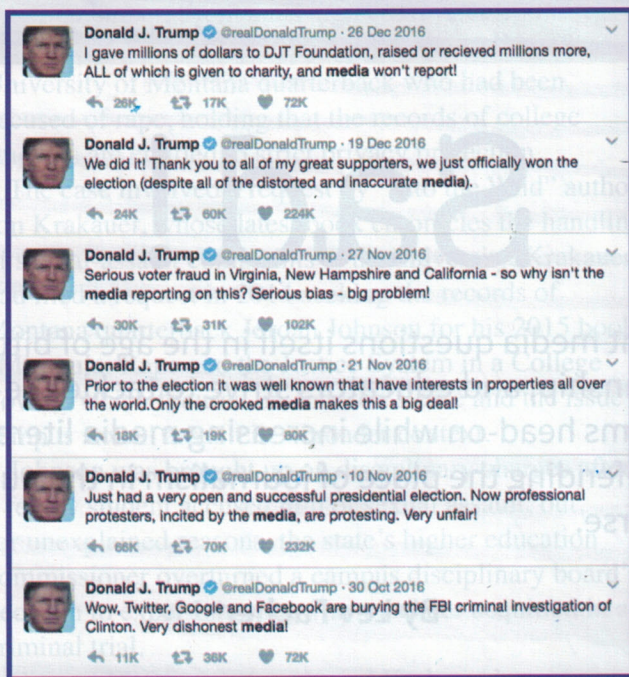 Donald J. Trump @realDonaldTrump · 26 Dec 2016
I gave millions of dollars to DJT Foundation, raised or recieved millions more,
ALL of which is given to charity, and media won't report!
26K 17K 72K
Donald J. Trump @realDonaldTrump · 19 Dec 2016
We did it! Thank you to all of my great supporters, we just officially won the
election (despite all of the distorted and inaccurate media).
24K 60K 224K
Donald J. Trump @realDonaldTrump · 27 Nov 2016
Serious voter fraud in Virginia, New Hampshire and California - so why isn't the
media reporting on this? Serious bias - big problem!
30K 31K 102K
Donald J. Trump @realDonaldTrump · 21 Nov 2016
Prior to the election it was well known that I have interests in properties all over
the world.Only the crooked media makes this a big deal!
18K 19K 60K
Donald J. Trump @realDonaldTrump · 10 Nov 2016
Just had a very open and successful presidential election. Now professional
protesters, incited by the media, are protesting. Very unfair!
66K 70K 232K
Donald J. Trump @realDonaldTrump · 30 Oct 2016
Wow, Twitter, Google and Facebook are burying the FBI criminal investigation of
Clinton. Very dishonest media!
11K 36K 72K